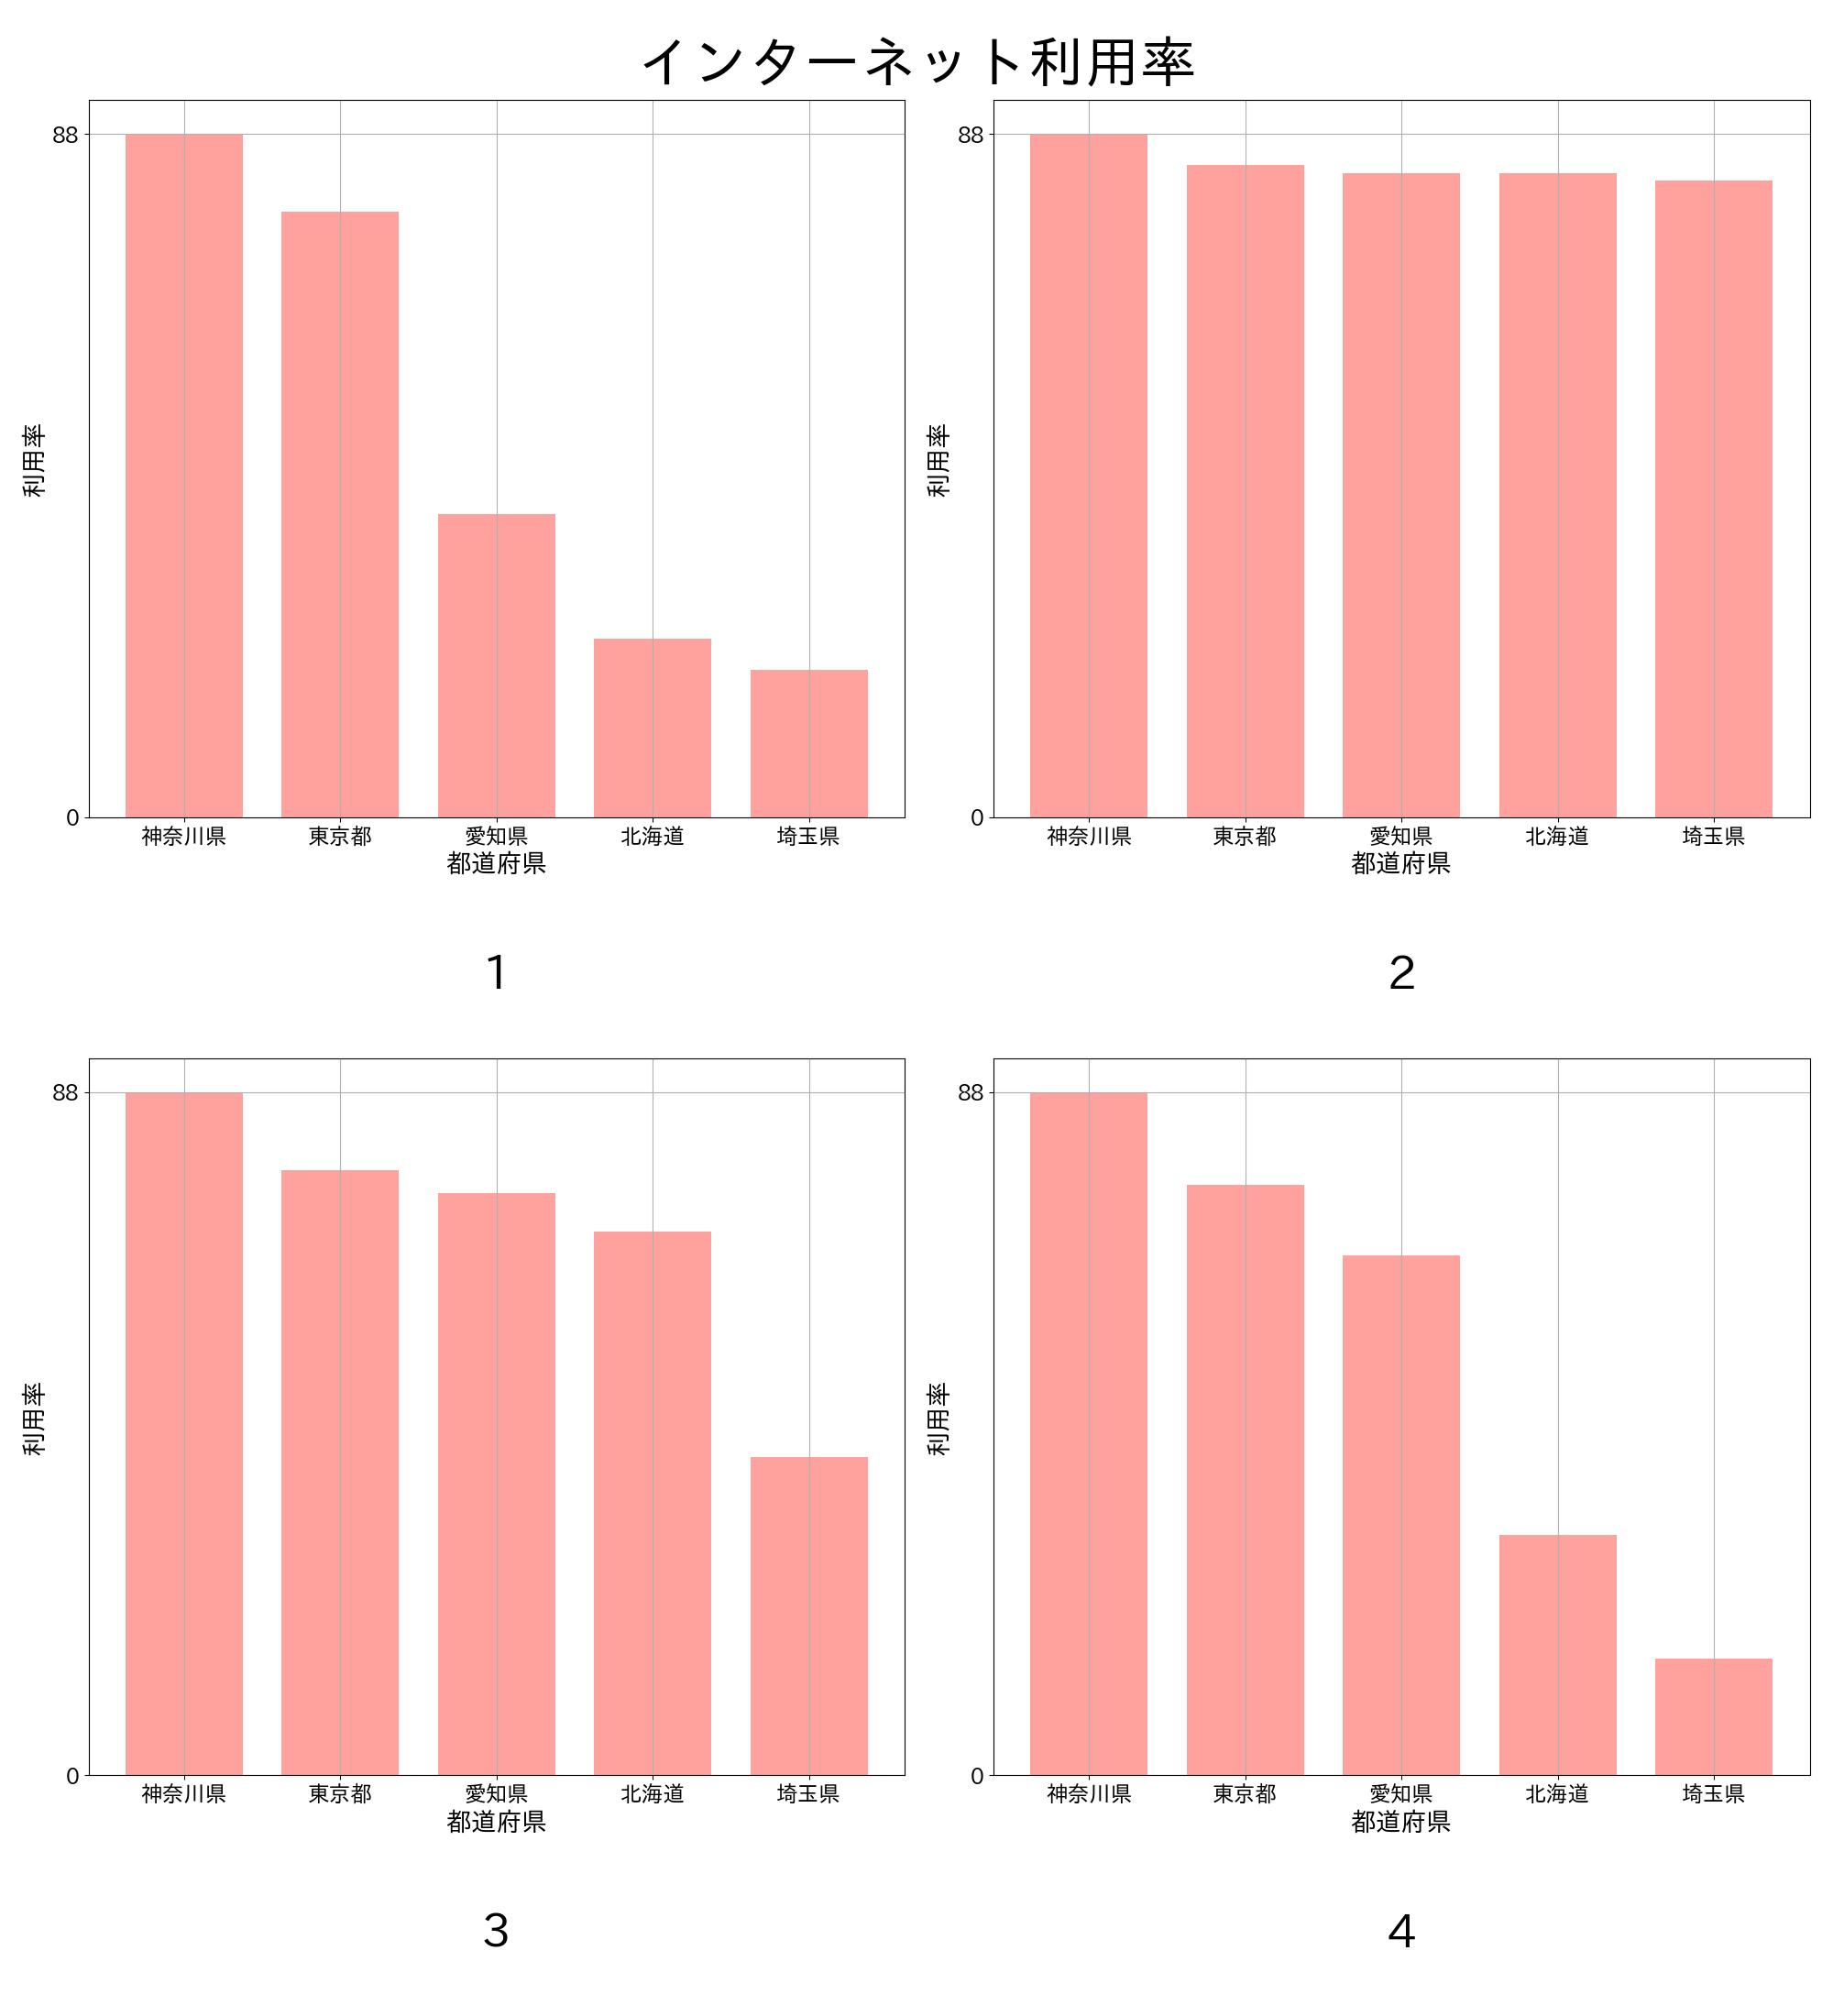 インターネット利用率
88
0
利用率
神奈川県 東京都 愛知県 北海道 埼玉県
都道府県
1
88
0
利用率
神奈川県 東京都 愛知県 北海道 埼玉県
都道府県
2
88
0
利用率
神奈川県 東京都 愛知県 北海道 埼玉県
都道府県
3
88
0
利用率
神奈川県 東京都 愛知県 北海道 埼玉県
都道府県
4